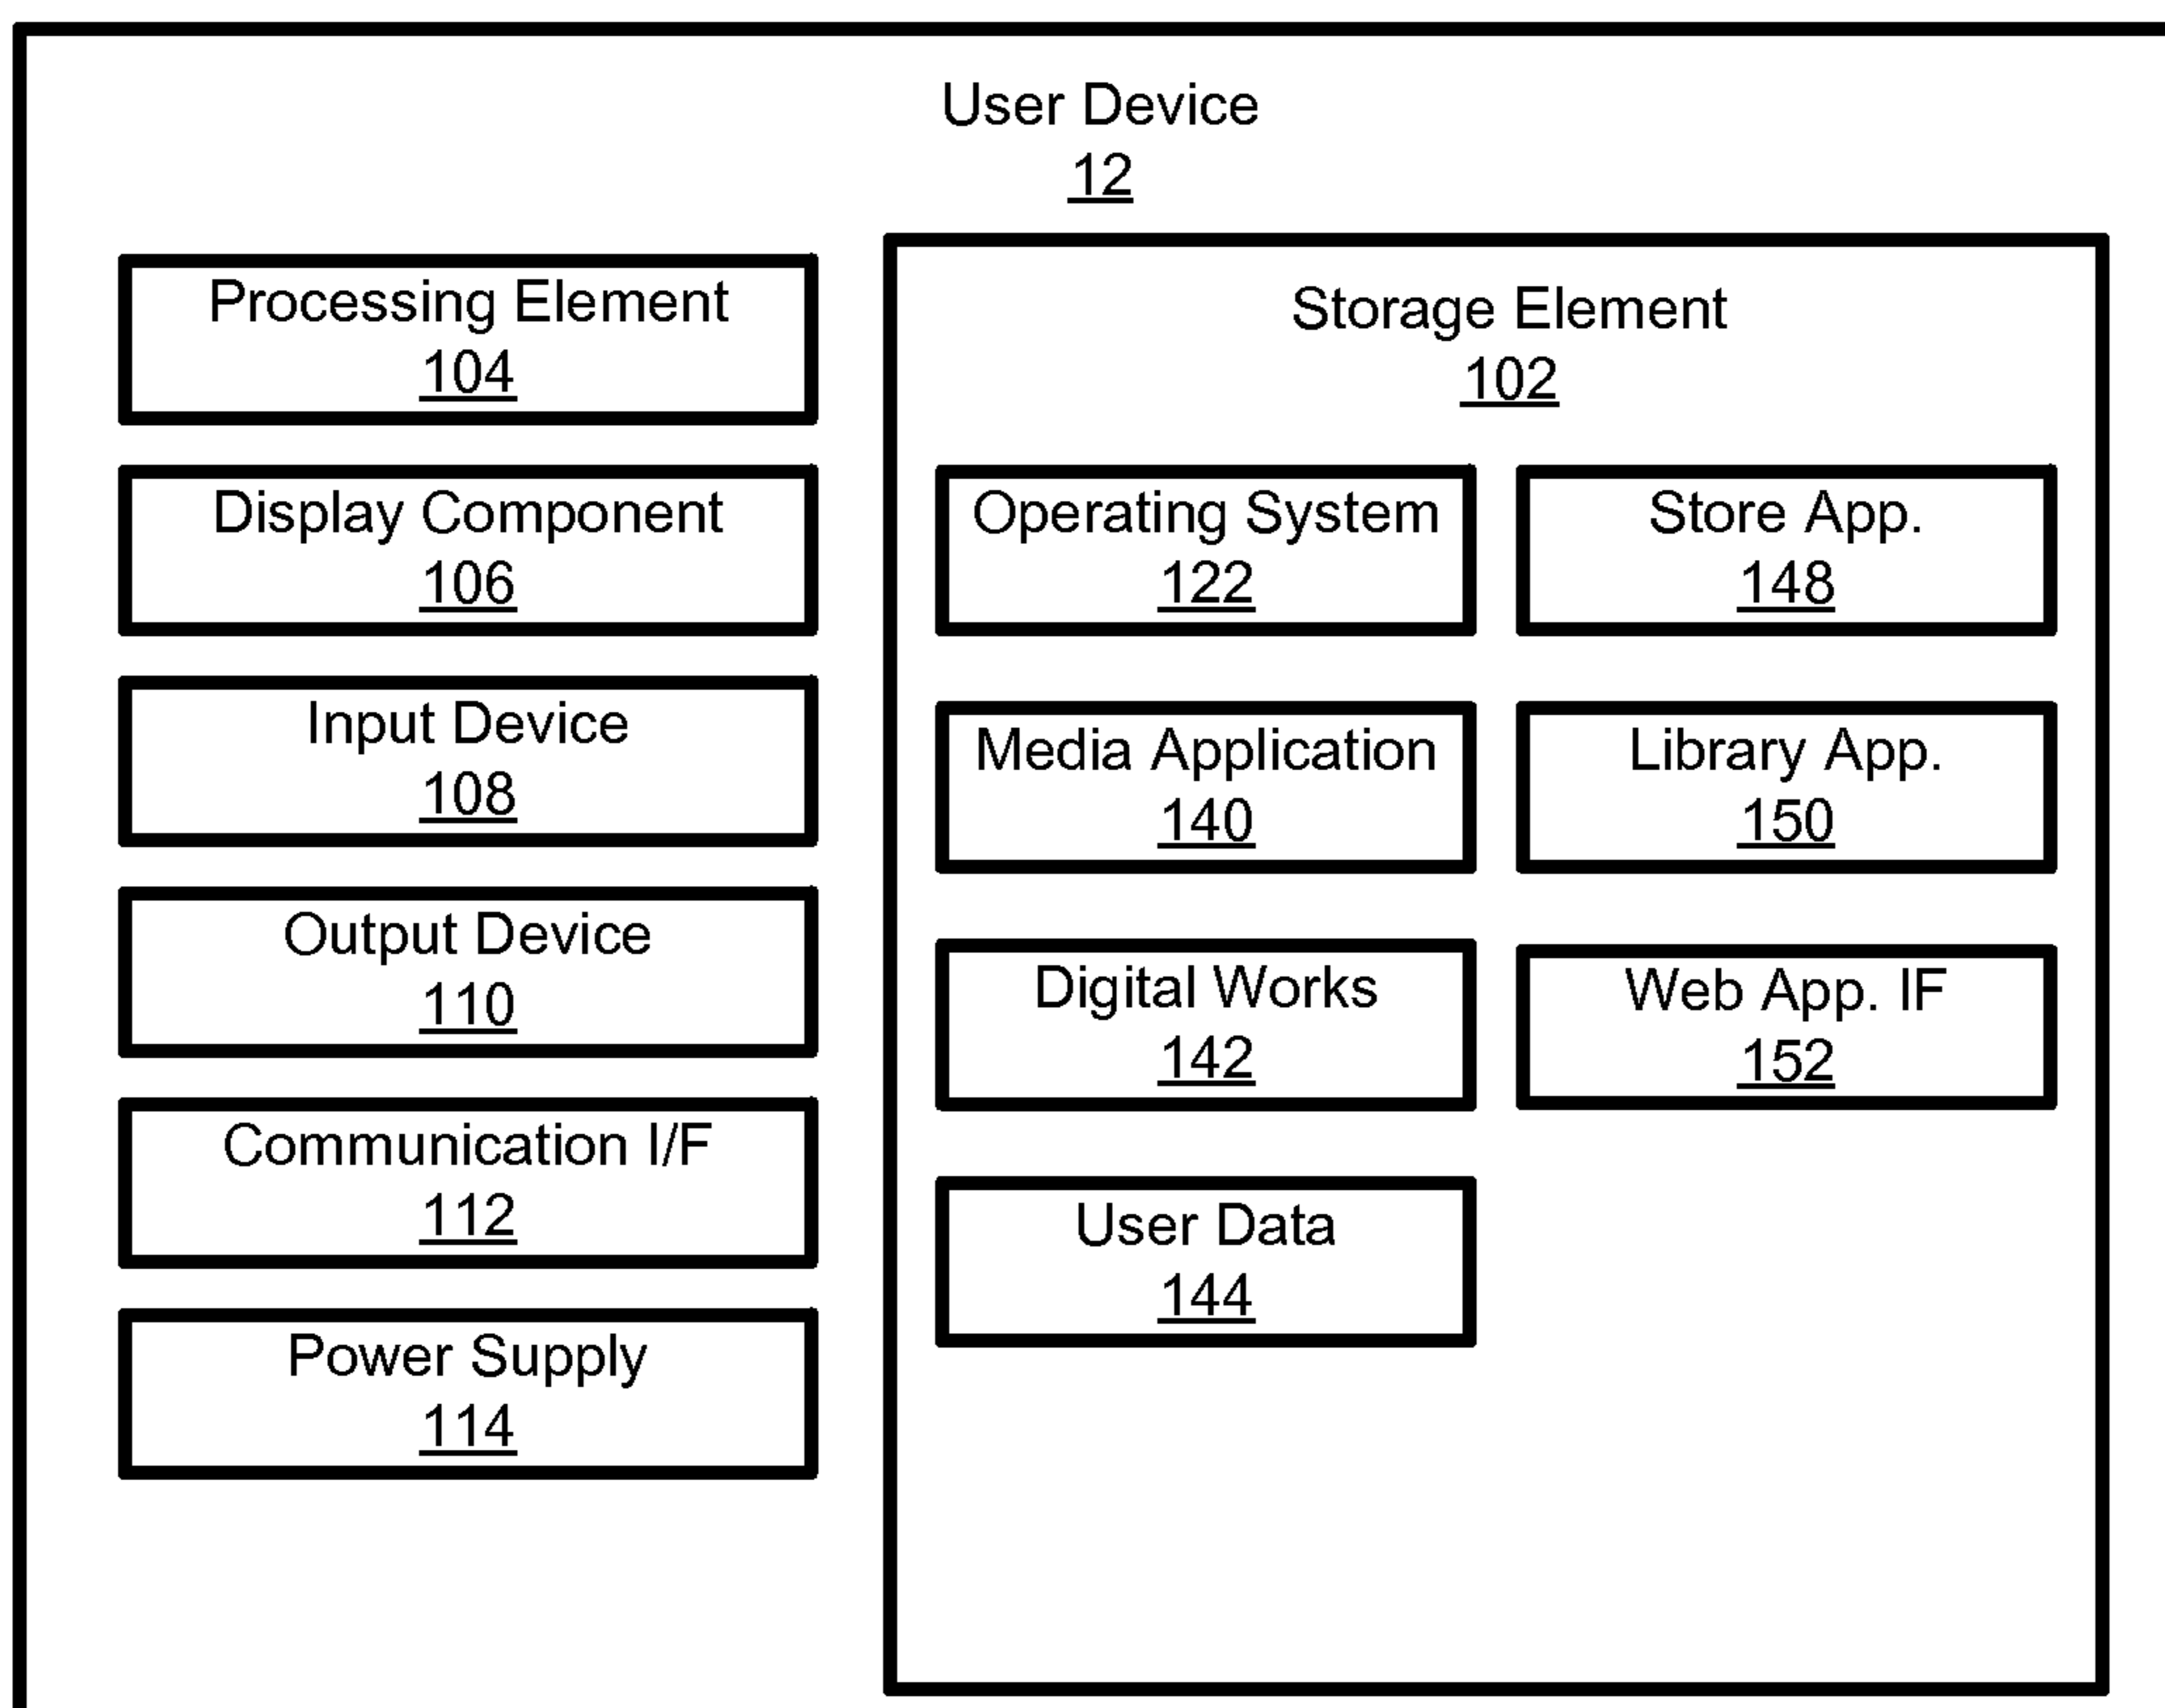 User Device
12
Processing Element
104
Display Component
106
Input Device
108
Output Device
110
Communication I/F
112
Power Supply
114
Storage Element
102
Operating System
122
Store App.
148
Media Application
140
Library App.
150
Digital Works
142
Web App. IF
152
User Data
144